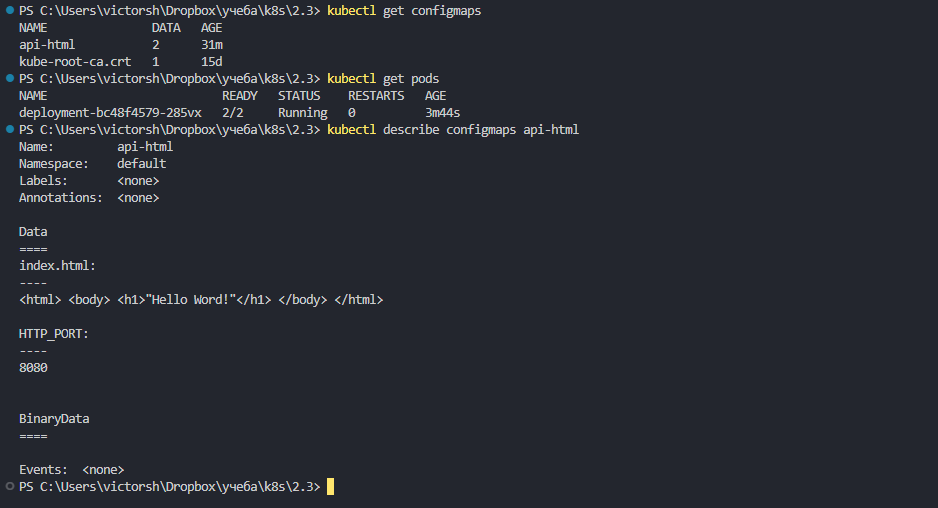 PS C:\Users\victorsh\Dropbox\учеба\k8s\2.3> kubectl get configmaps
NAME               DATA   AGE
api-html           2      31m
kube-root-ca.crt   1      15d
PS C:\Users\victorsh\Dropbox\учеба\k8s\2.3> kubectl get pods
NAME                         READY   STATUS    RESTARTS   AGE
deployment-bc48f4579-285vx   2/2     Running   0          3m44s
PS C:\Users\victorsh\Dropbox\учеба\k8s\2.3> kubectl describe configmaps api-html
Name:         api-html
Namespace:    default
Labels:       <none>
Annotations:  <none>

Data
====
index.html:
----
<html> <body> <h1>"Hello Word!"</h1> </body> </html>

HTTP_PORT:
----
8080


BinaryData
====

Events:  <none>
PS C:\Users\victorsh\Dropbox\учеба\k8s\2.3>